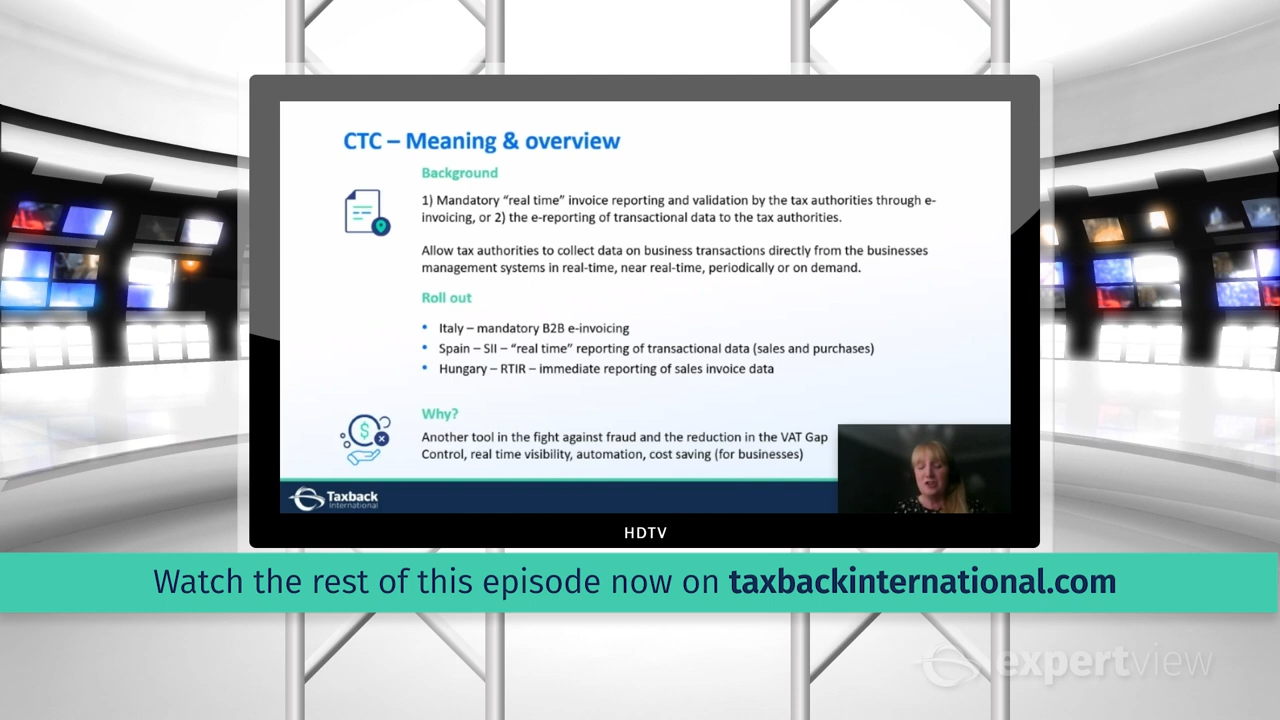 CTC – Meaning & overview
Background
1) Mandatory “real time” invoice reporting and validation by the tax authorities through e-
invoicing, or 2) the e-reporting of transactional data to the tax authorities.
Allow tax authorities to collect data on business transactions directly from the businesses
management systems in real-time, near real-time, periodically or on demand.
Roll out
• Italy – mandatory B2B e-invoicing
• Spain – SII – “real time” reporting of transactional data (sales and purchases)
• Hungary – RTIR – immediate reporting of sales invoice data
Why?
Another tool in the fight against fraud and the reduction in the VAT Gap
Control, real time visibility, automation, cost saving (for businesses)
$
Taxback
International
HDTV
Watch the rest of this episode now on taxbackinternational.com
expertview